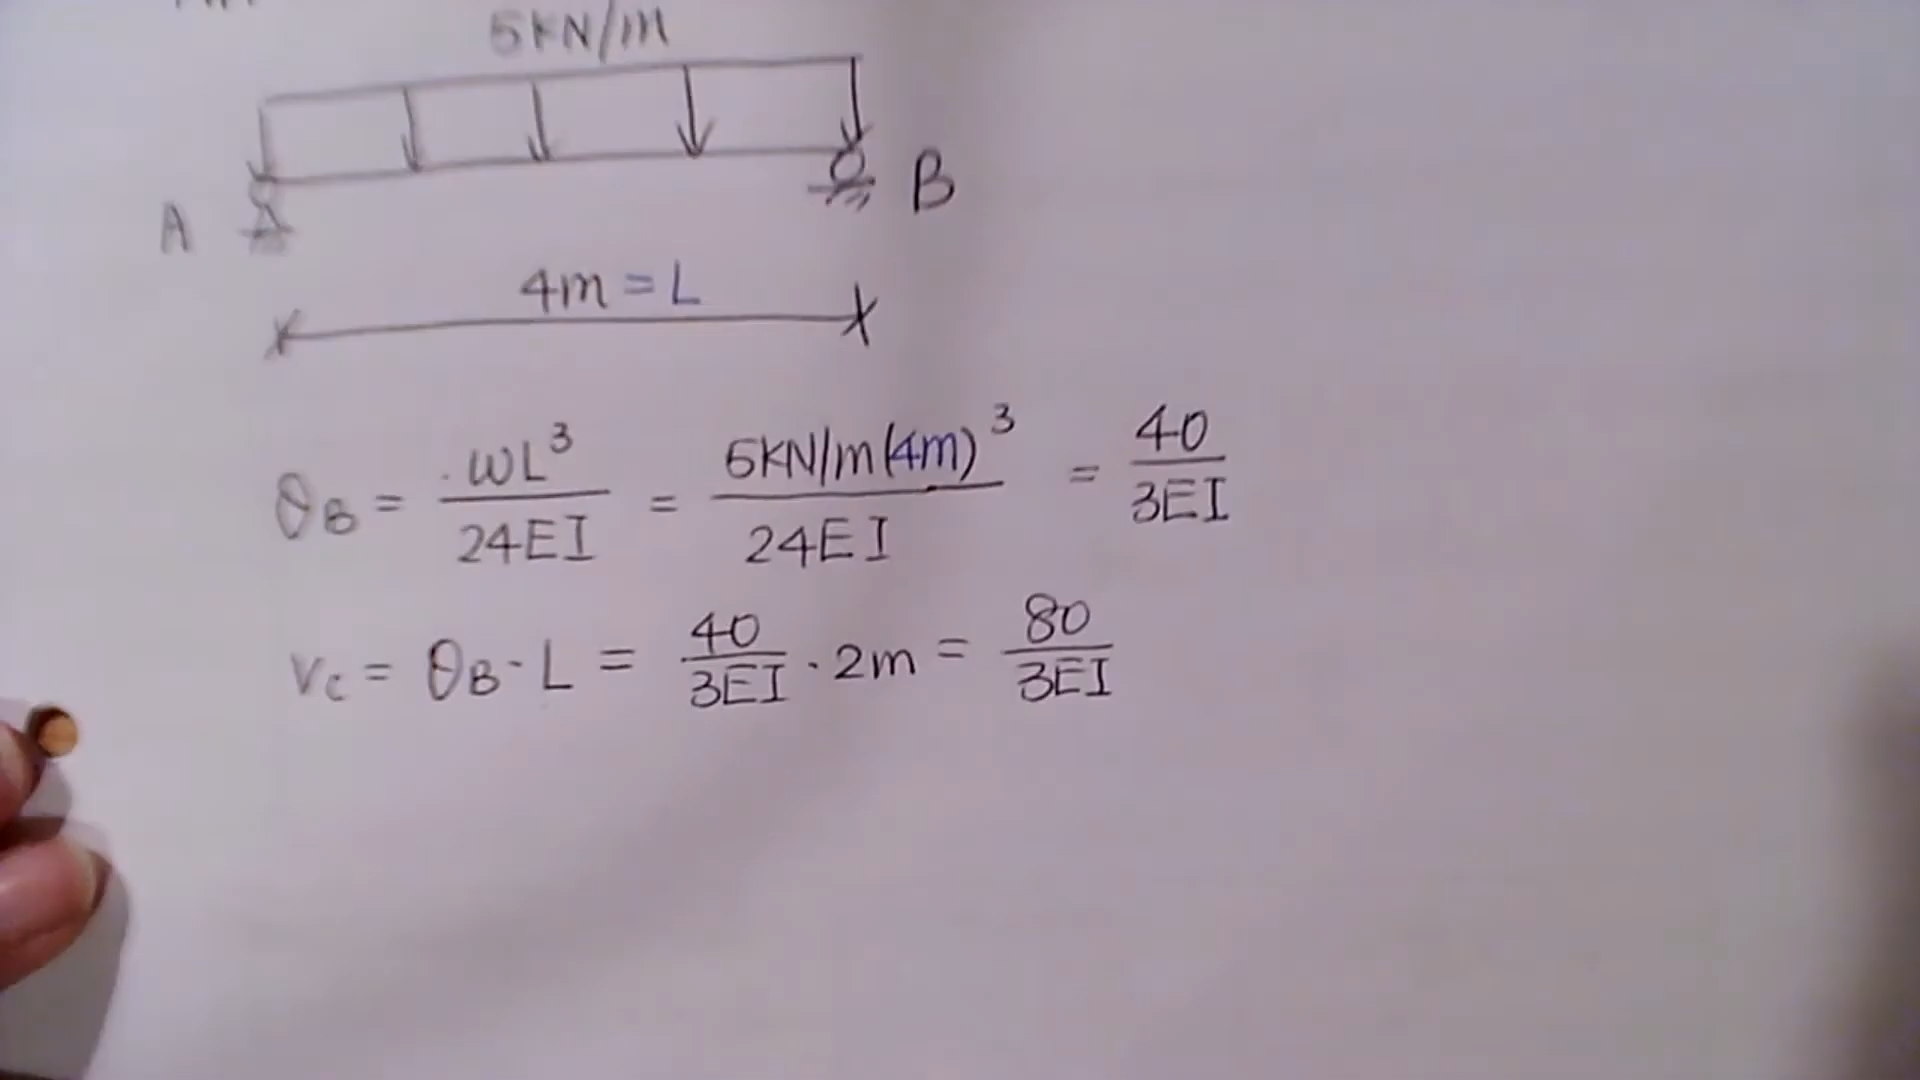 5KN/m
A
B
4m = L
θB = wL³/24EI = 5KN/m(4m)³/24EI = 40/3EI
vc = θB · L = 40/3EI · 2m = 80/3EI